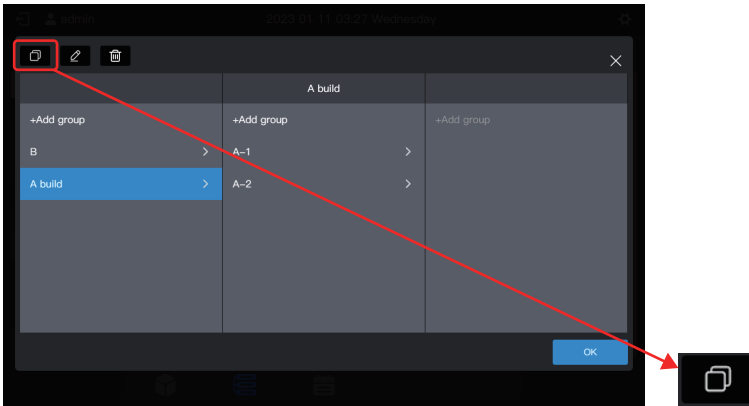 admin 2023 01 11 03:27 Wednesday
A build
+Add group +Add group +Add group
B A-1
A build A-2
OK